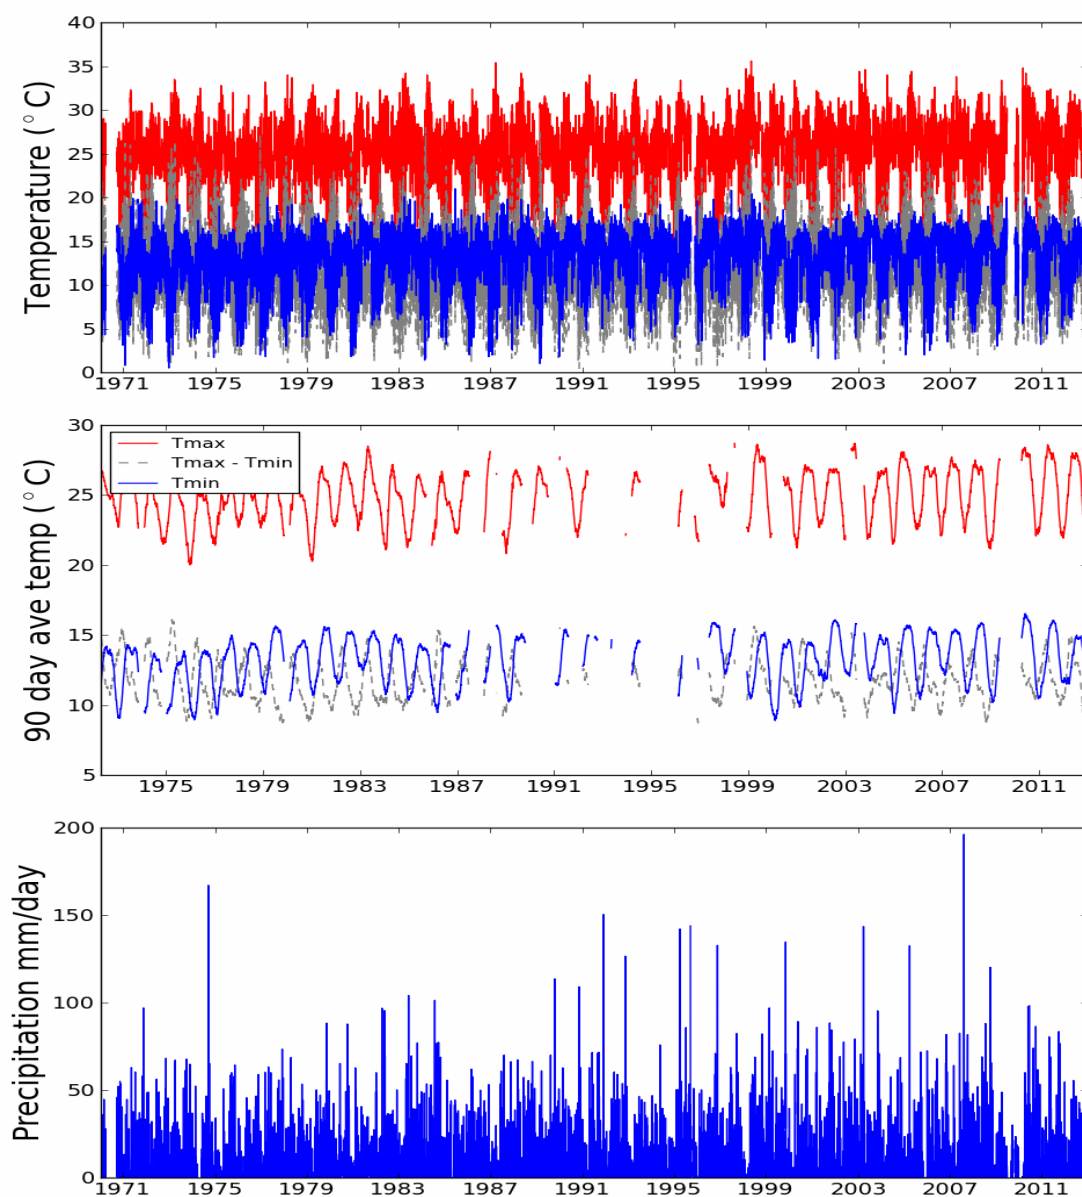 40
35
30
25
20
15
10
5
0
Temperature (°C)
1971 1975 1979 1983 1987 1991 1995 1999 2003 2007 2011
30
25
20
15
10
5
90 day ave temp (°C)
Tmax
Tmax - Tmin
Tmin
1975 1979 1983 1987 1991 1995 1999 2003 2007 2011
200
150
100
50
0
Precipitation mm/day
1971 1975 1979 1983 1987 1991 1995 1999 2003 2007 2011